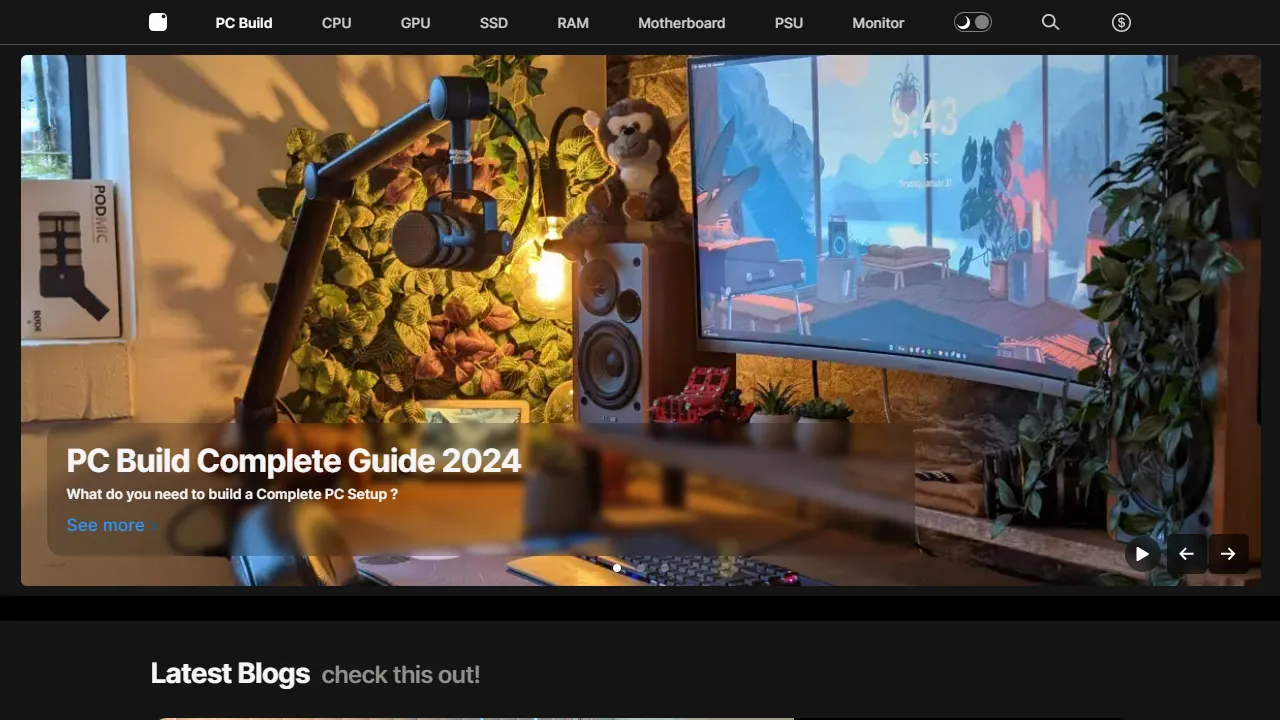 PC Build CPU GPU SSD RAM Motherboard PSU Monitor
PODMIC
RØDE
9:43
5°C
PC Build Complete Guide 2024
What do you need to build a Complete PC Setup ?
See more
Latest Blogs check this out!